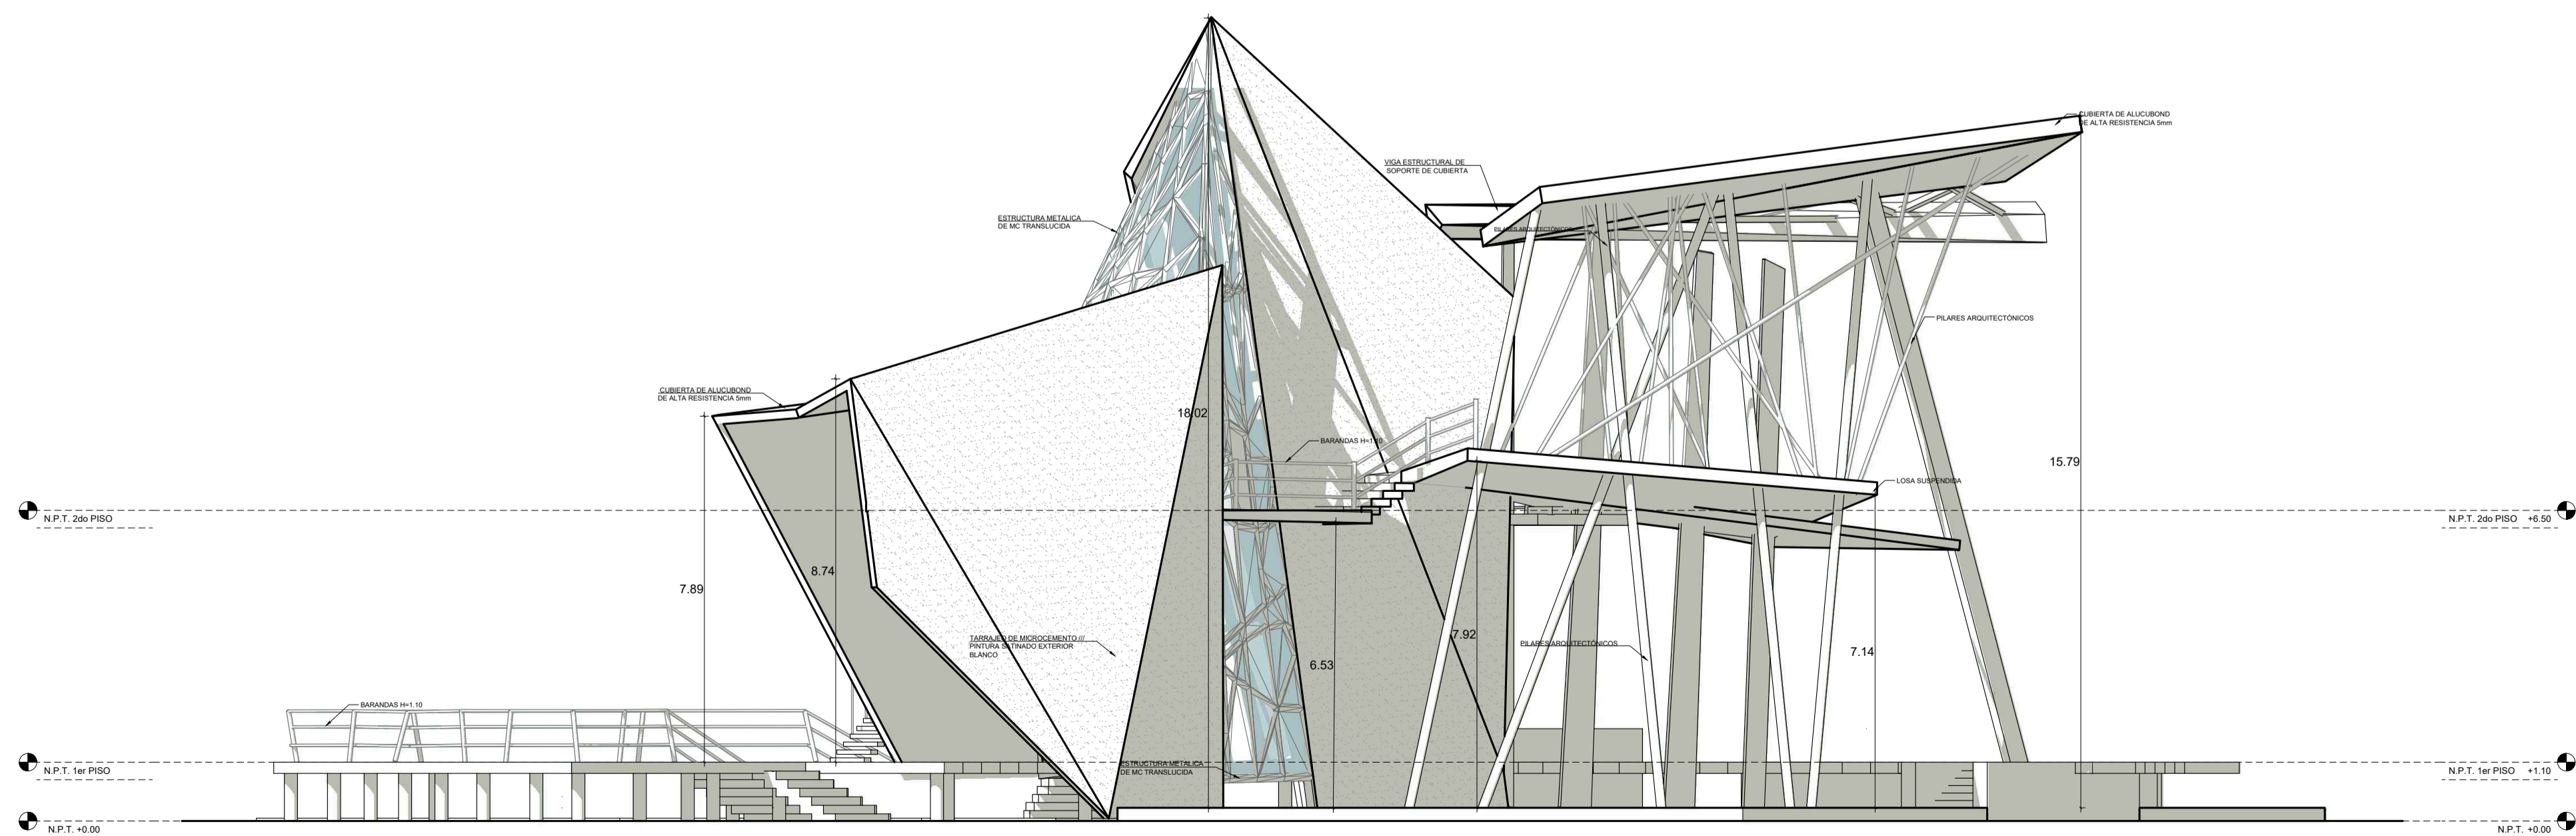 CUBIERTA DE ALUCUBOND
DE ALTA RESISTENCIA 5mm
VIGA ESTRUCTURAL DE
SOPORTE DE CUBIERTA
ESTRUCTURA METALICA
DE MC TRANSLUCIDA
PILARES ARQUITECTÓNICOS
PILARES ARQUITECTÓNICOS
CUBIERTA DE ALUCUBOND
DE ALTA RESISTENCIA 5mm
18.02
BARANDAS H=1.10
15.79
LOSA SUSPENDIDA
N.P.T. 2do PISO
N.P.T. 2do PISO +6.50
8.74
7.89
TARRAJEO DE MICROCEMENTO ///
PINTURA SATINADO EXTERIOR
BLANCO
7.92
PILARES ARQUITECTÓNICOS
7.14
6.53
BARANDAS H=1.10
ESTRUCTURA METALICA
DE MC TRANSLUCIDA
N.P.T. 1er PISO
N.P.T. 1er PISO +1.10
N.P.T. +0.00
N.P.T. +0.00